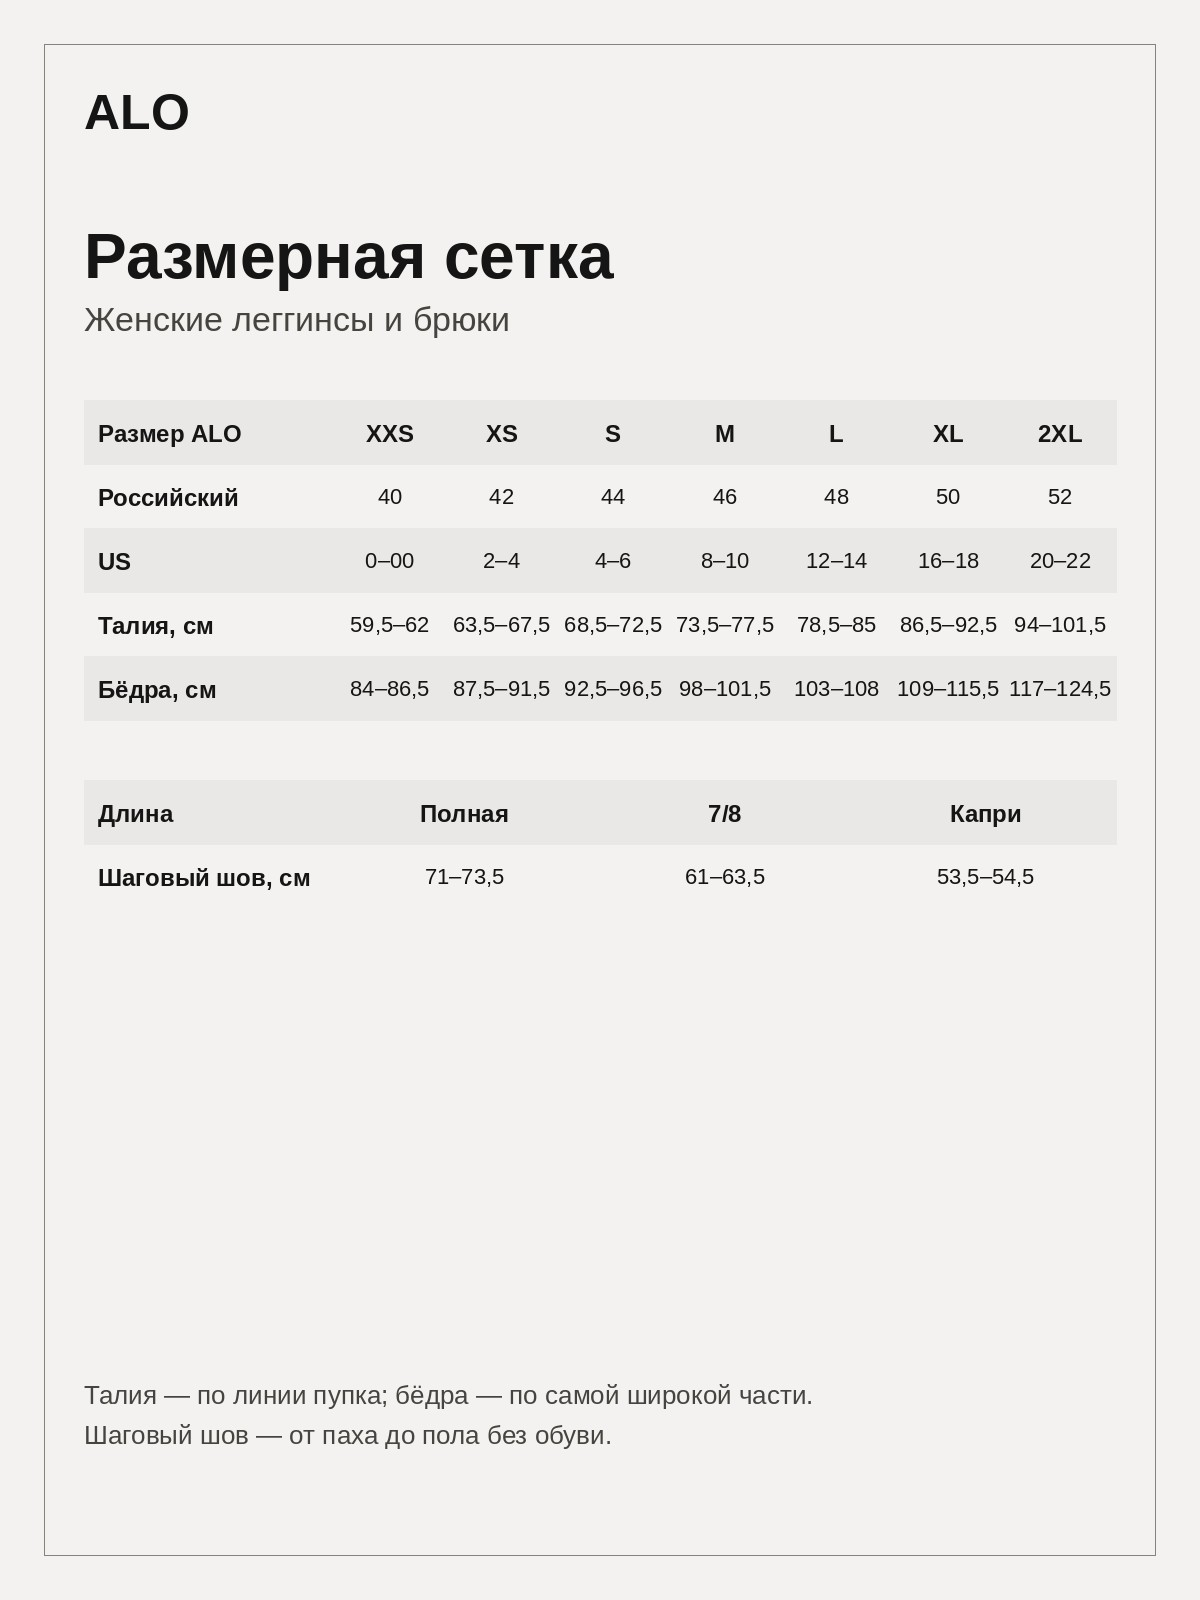 ALO
Размерная сетка
Женские леггинсы и брюки
Размер ALO XXS XS S M L XL 2XL
Российский 40 42 44 46 48 50 52
US 0–00 2–4 4–6 8–10 12–14 16–18 20–22
Талия, см 59,5–62 63,5–67,5 68,5–72,5 73,5–77,5 78,5–85 86,5–92,5 94–101,5
Бёдра, см 84–86,5 87,5–91,5 92,5–96,5 98–101,5 103–108 109–115,5 117–124,5
Длина Полная 7/8 Капри
Шаговый шов, см 71–73,5 61–63,5 53,5–54,5
Талия — по линии пупка; бёдра — по самой широкой части.
Шаговый шов — от паха до пола без обуви.